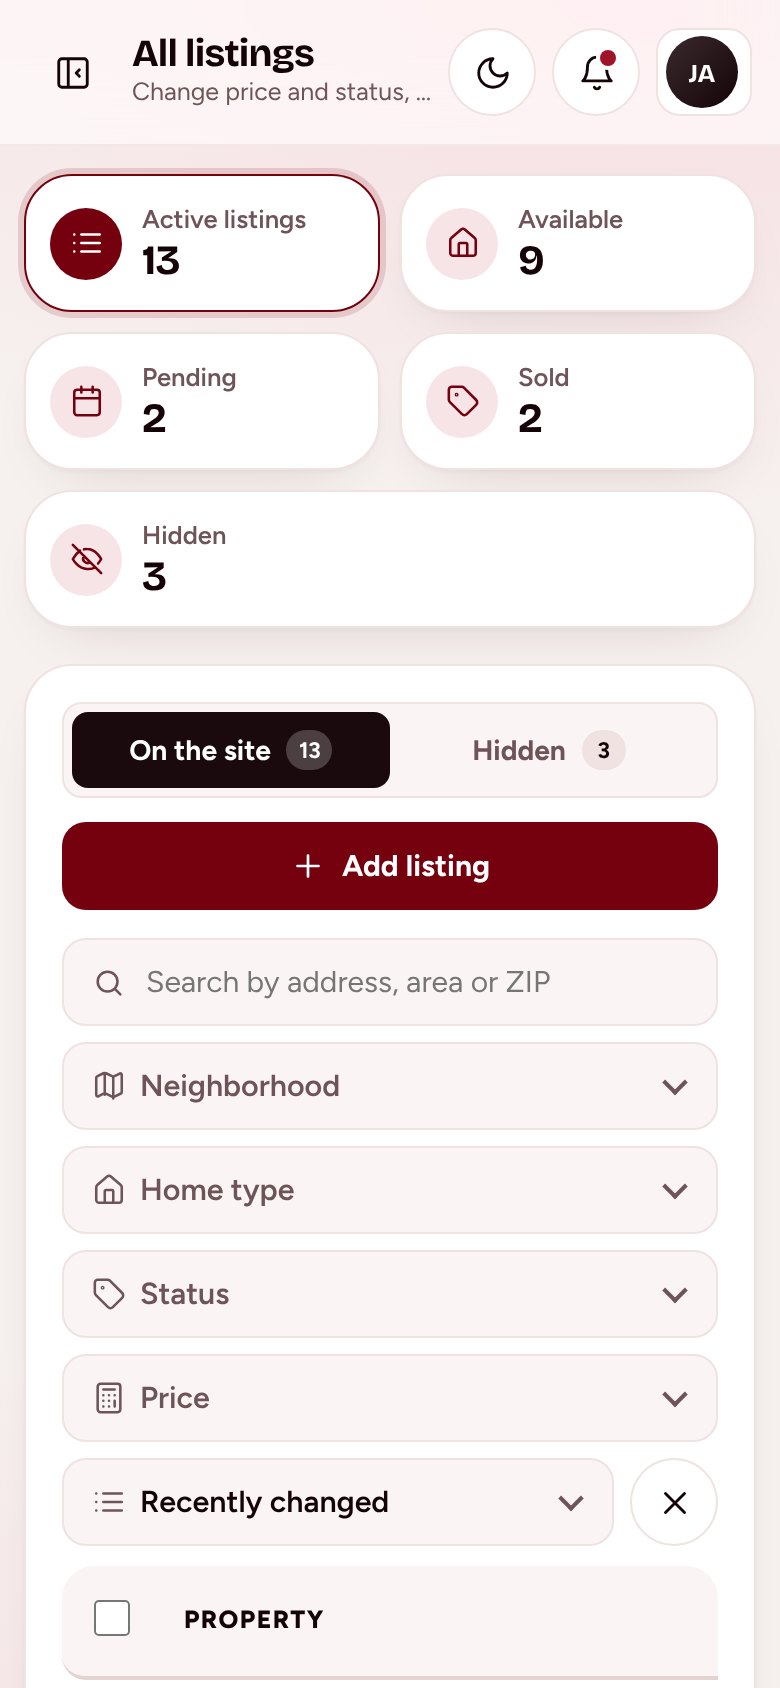 All listings
Change price and status, ...
JA
Active listings
13
Available
9
Pending
2
Sold
2
Hidden
3
On the site 13
Hidden 3
Add listing
Search by address, area or ZIP
Neighborhood
Home type
Status
Price
Recently changed
PROPERTY